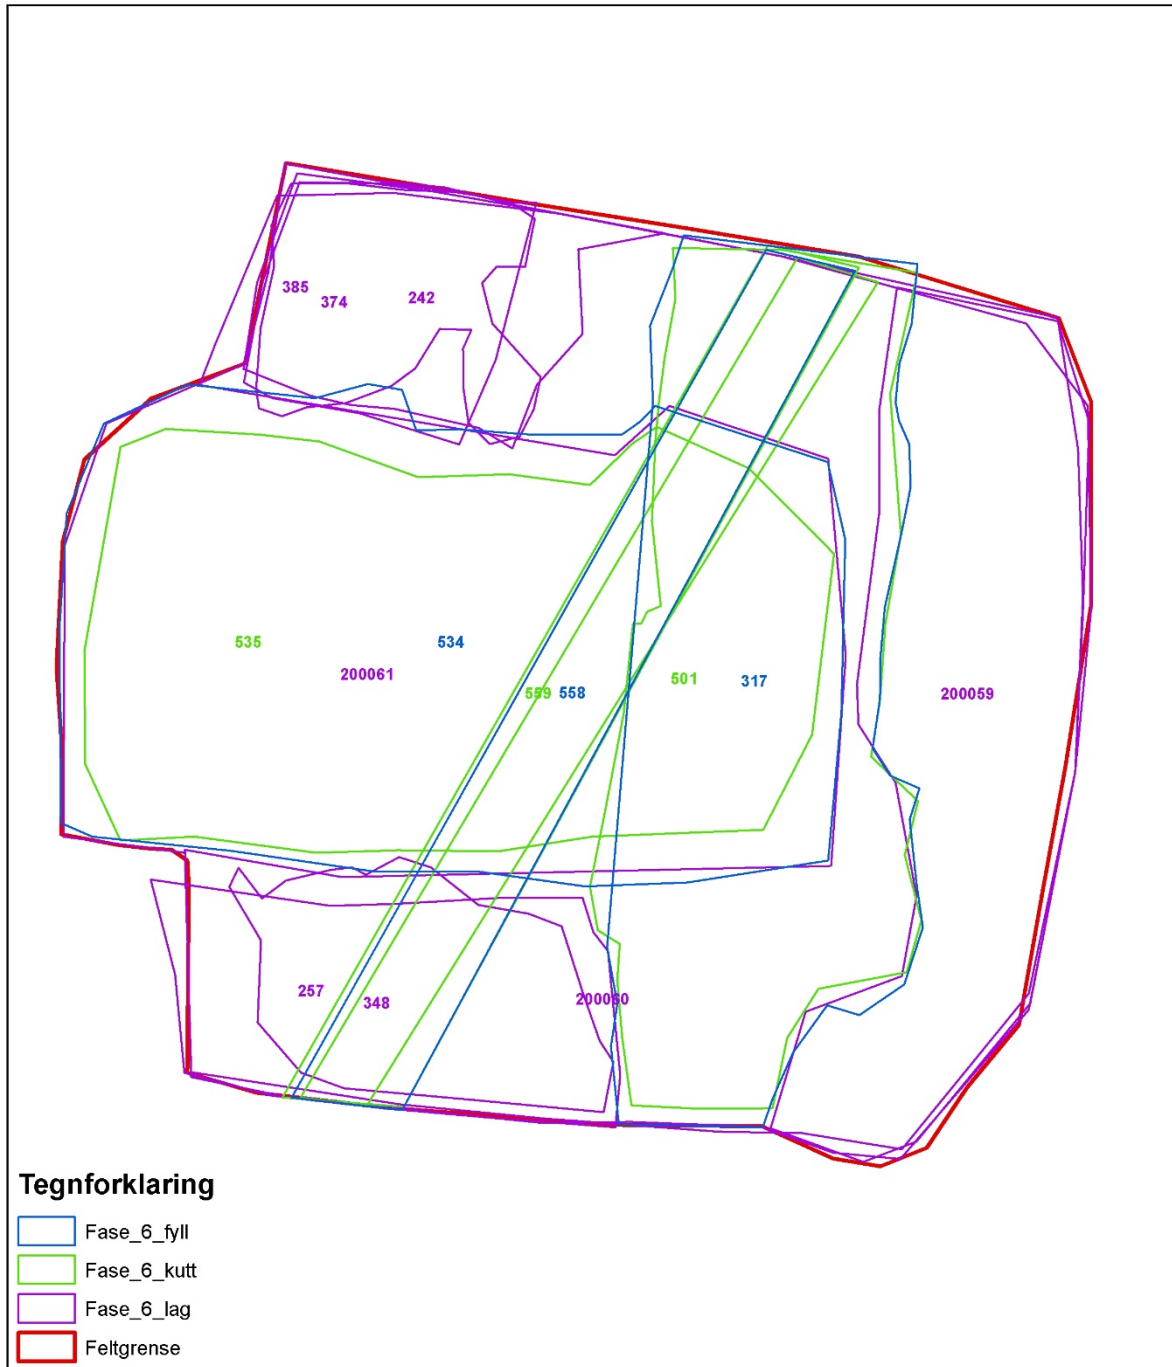 385
374
242
535
534
200061
559
558
501
317
200059
257
348
200060
Tegnforklaring
Fase_6_fyll
Fase_6_kutt
Fase_6_lag
Feltgrense